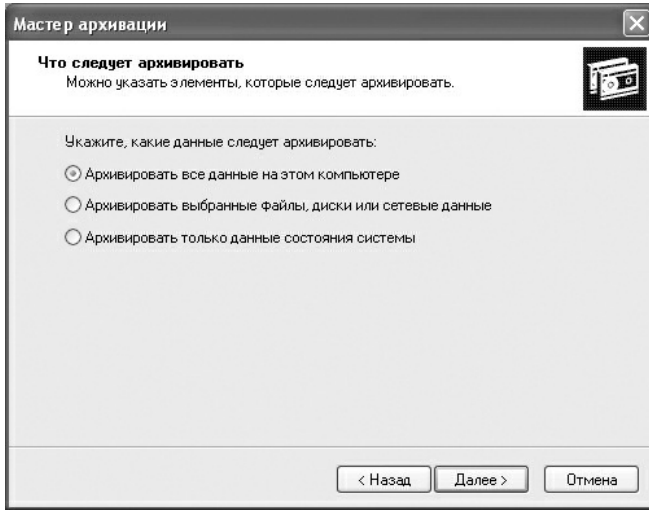 Мастер архивации
Что следует архивировать
Можно указать элементы, которые следует архивировать.
Укажите, какие данные следует архивировать:
Архивировать все данные на этом компьютере
Архивировать выбранные файлы, диски или сетевые данные
Архивировать только данные состояния системы
< Назад
Далее >
Отмена